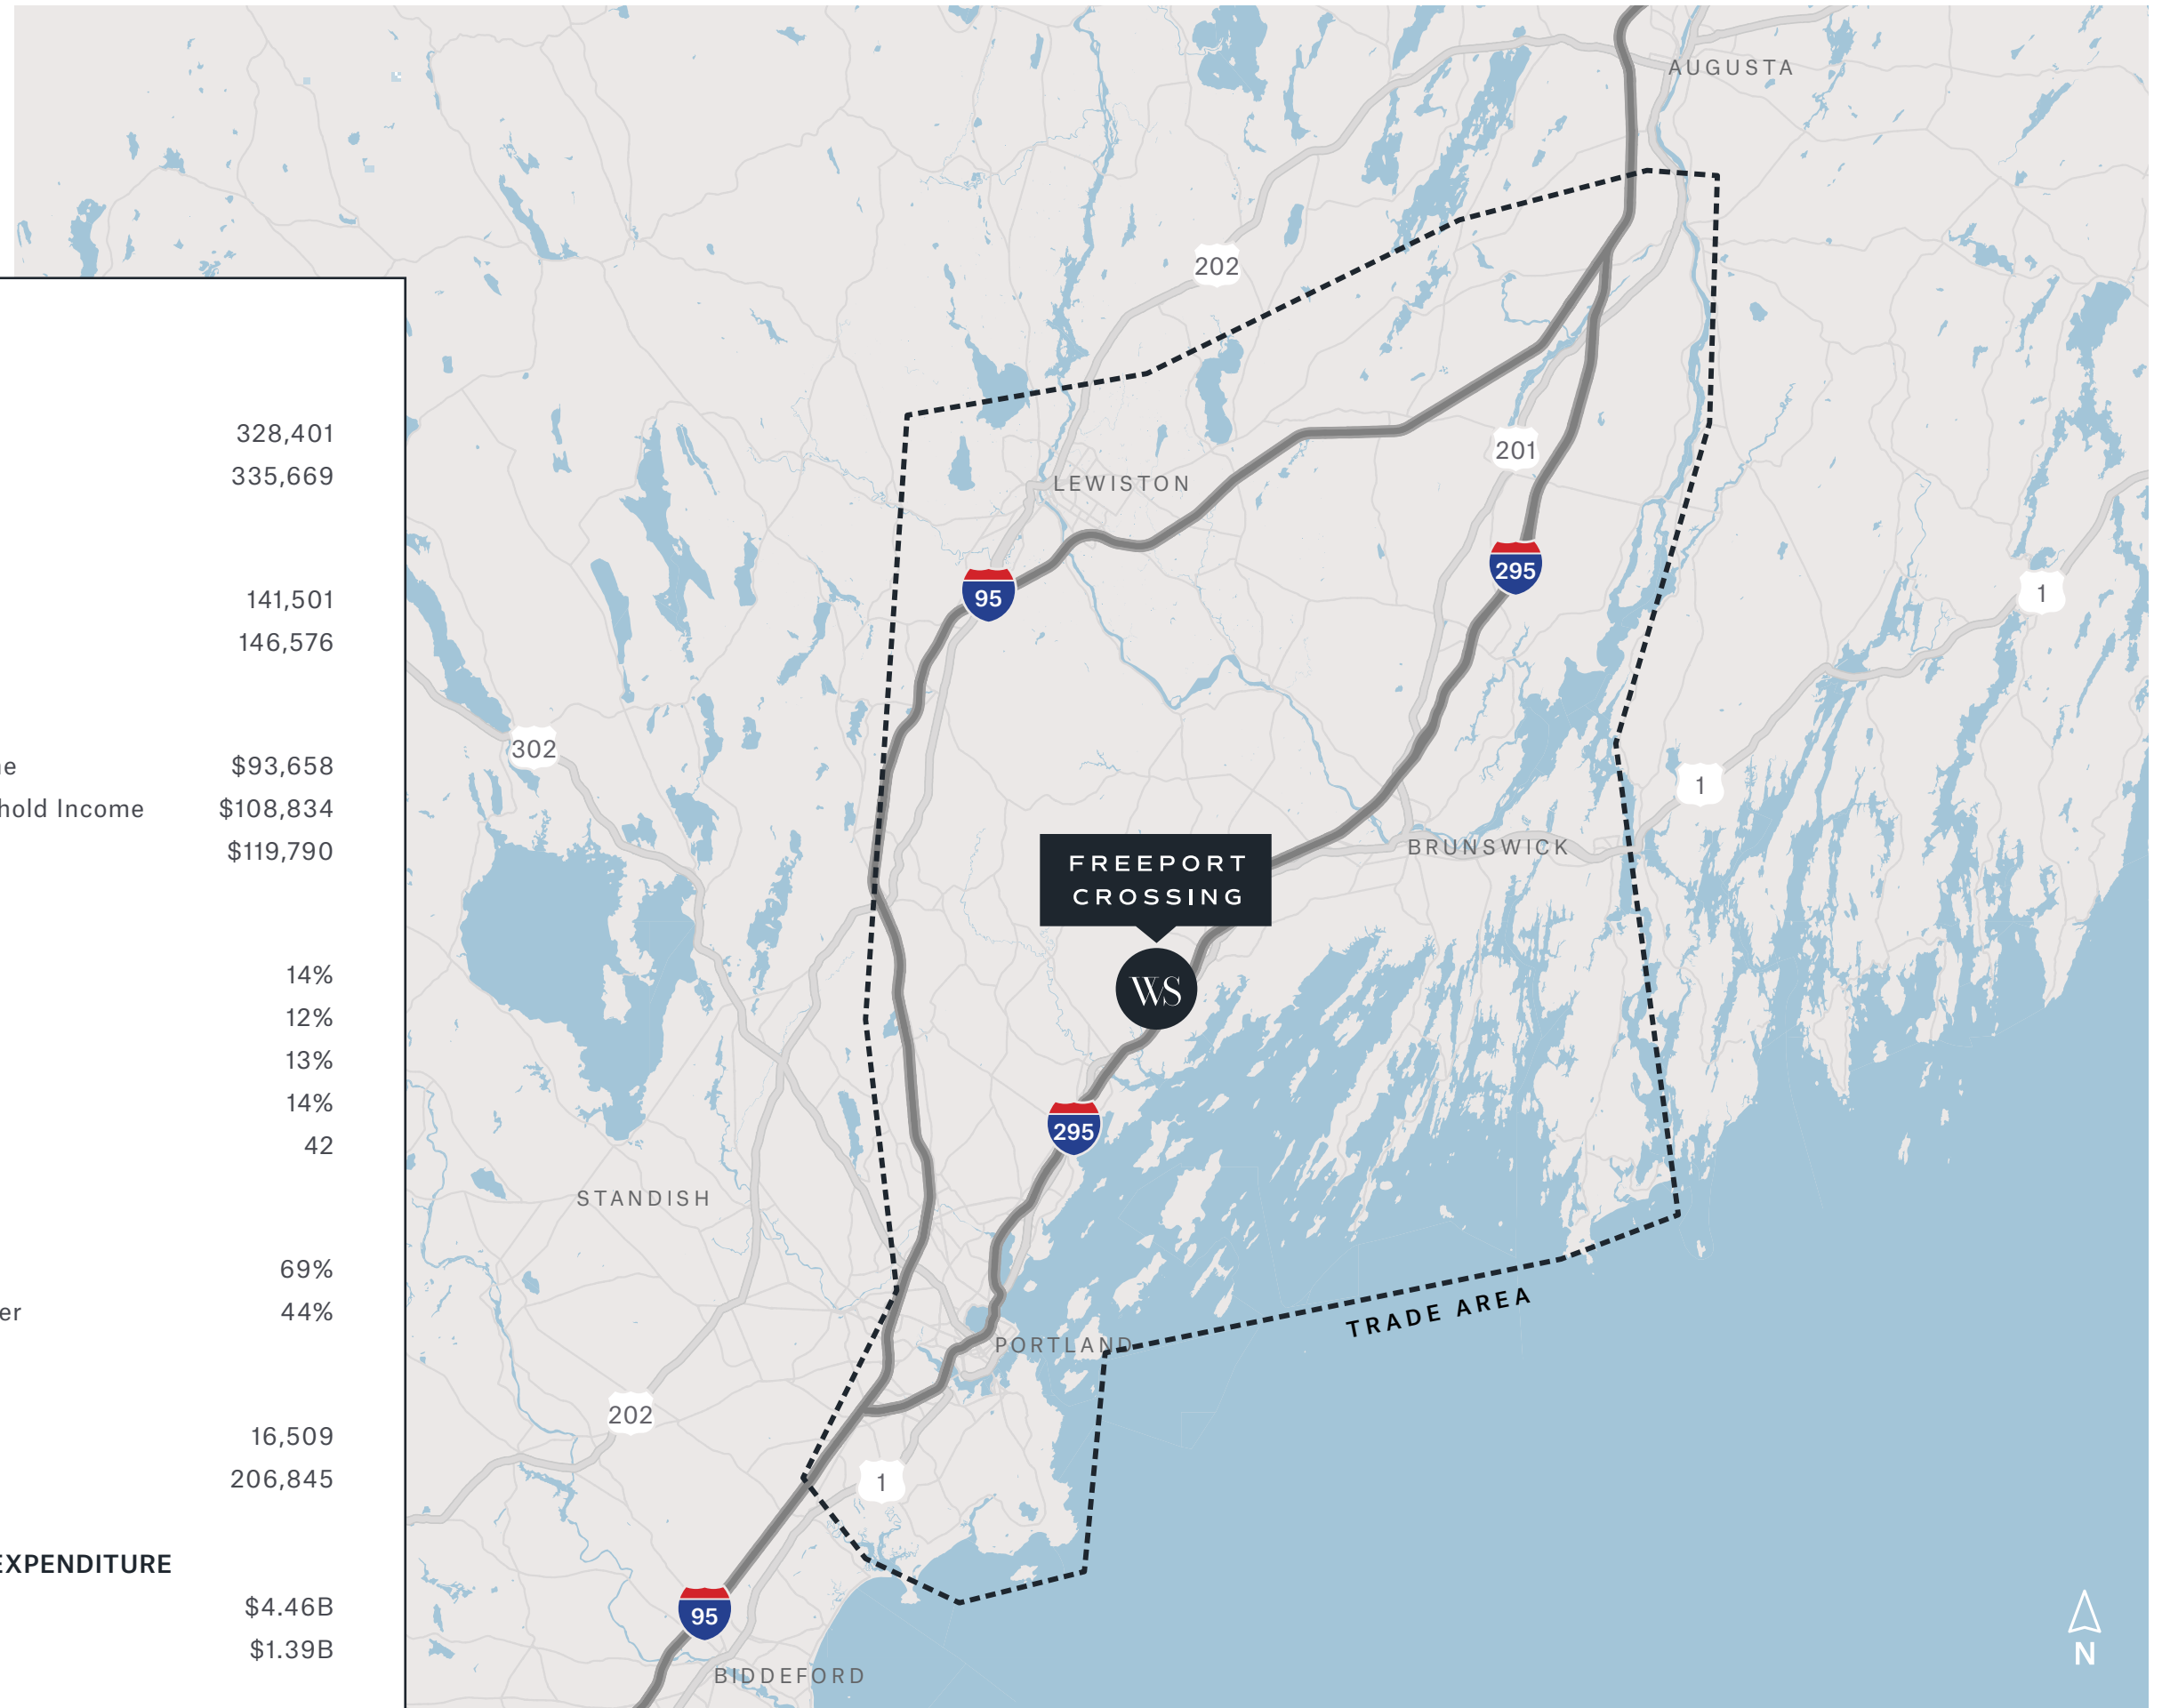 328,401
335,669
141,501
146,576
$93,658
hold Income $108,834
$119,790
14%
12%
13%
14%
42
69%
er 44%
16,509
206,845
EXPENDITURE
$4.46B
$1.39B
AUGUSTA
202
LEWISTON
201
95
295
1
302
1
BRUNSWICK
FREEPORT
CROSSING
WS
295
STANDISH
TRADE AREA
PORTLAND
202
1
95
BIDDEFORD
N